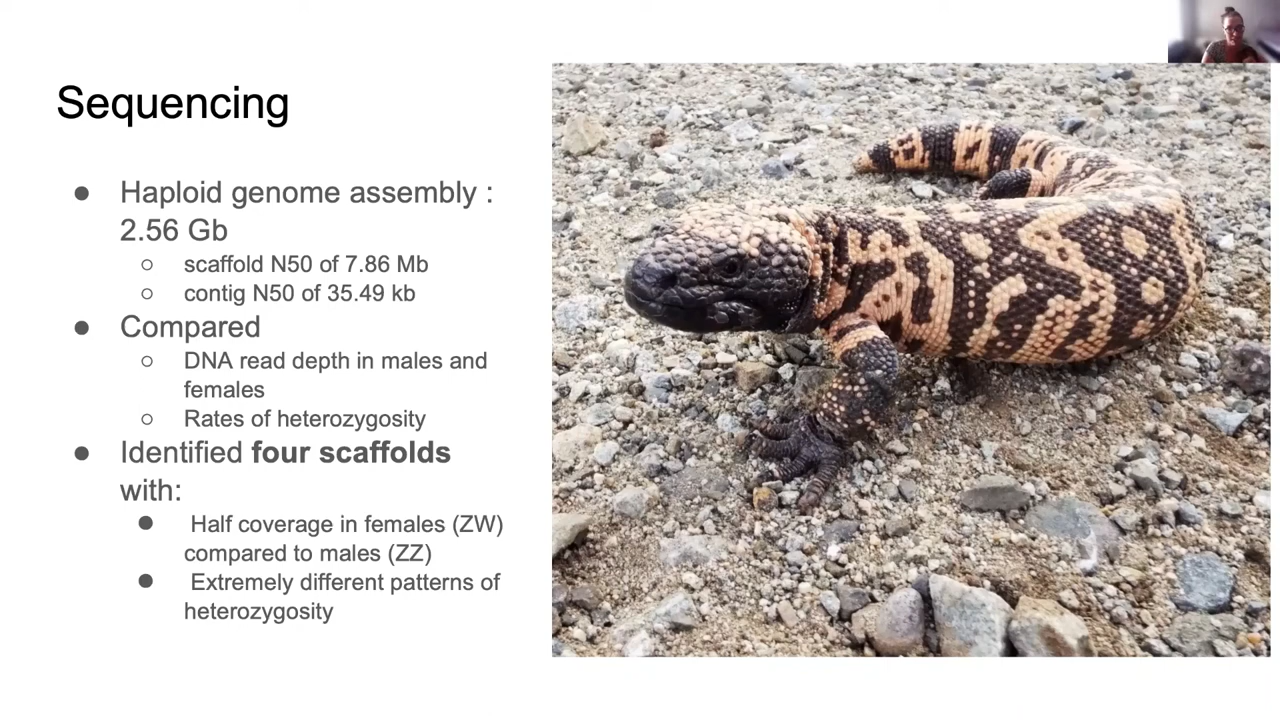 Sequencing
● Haploid genome assembly :
2.56 Gb
○ scaffold N50 of 7.86 Mb
○ contig N50 of 35.49 kb
● Compared
○ DNA read depth in males and
females
○ Rates of heterozygosity
● Identified four scaffolds
with:
● Half coverage in females (ZW)
compared to males (ZZ)
● Extremely different patterns of
heterozygosity